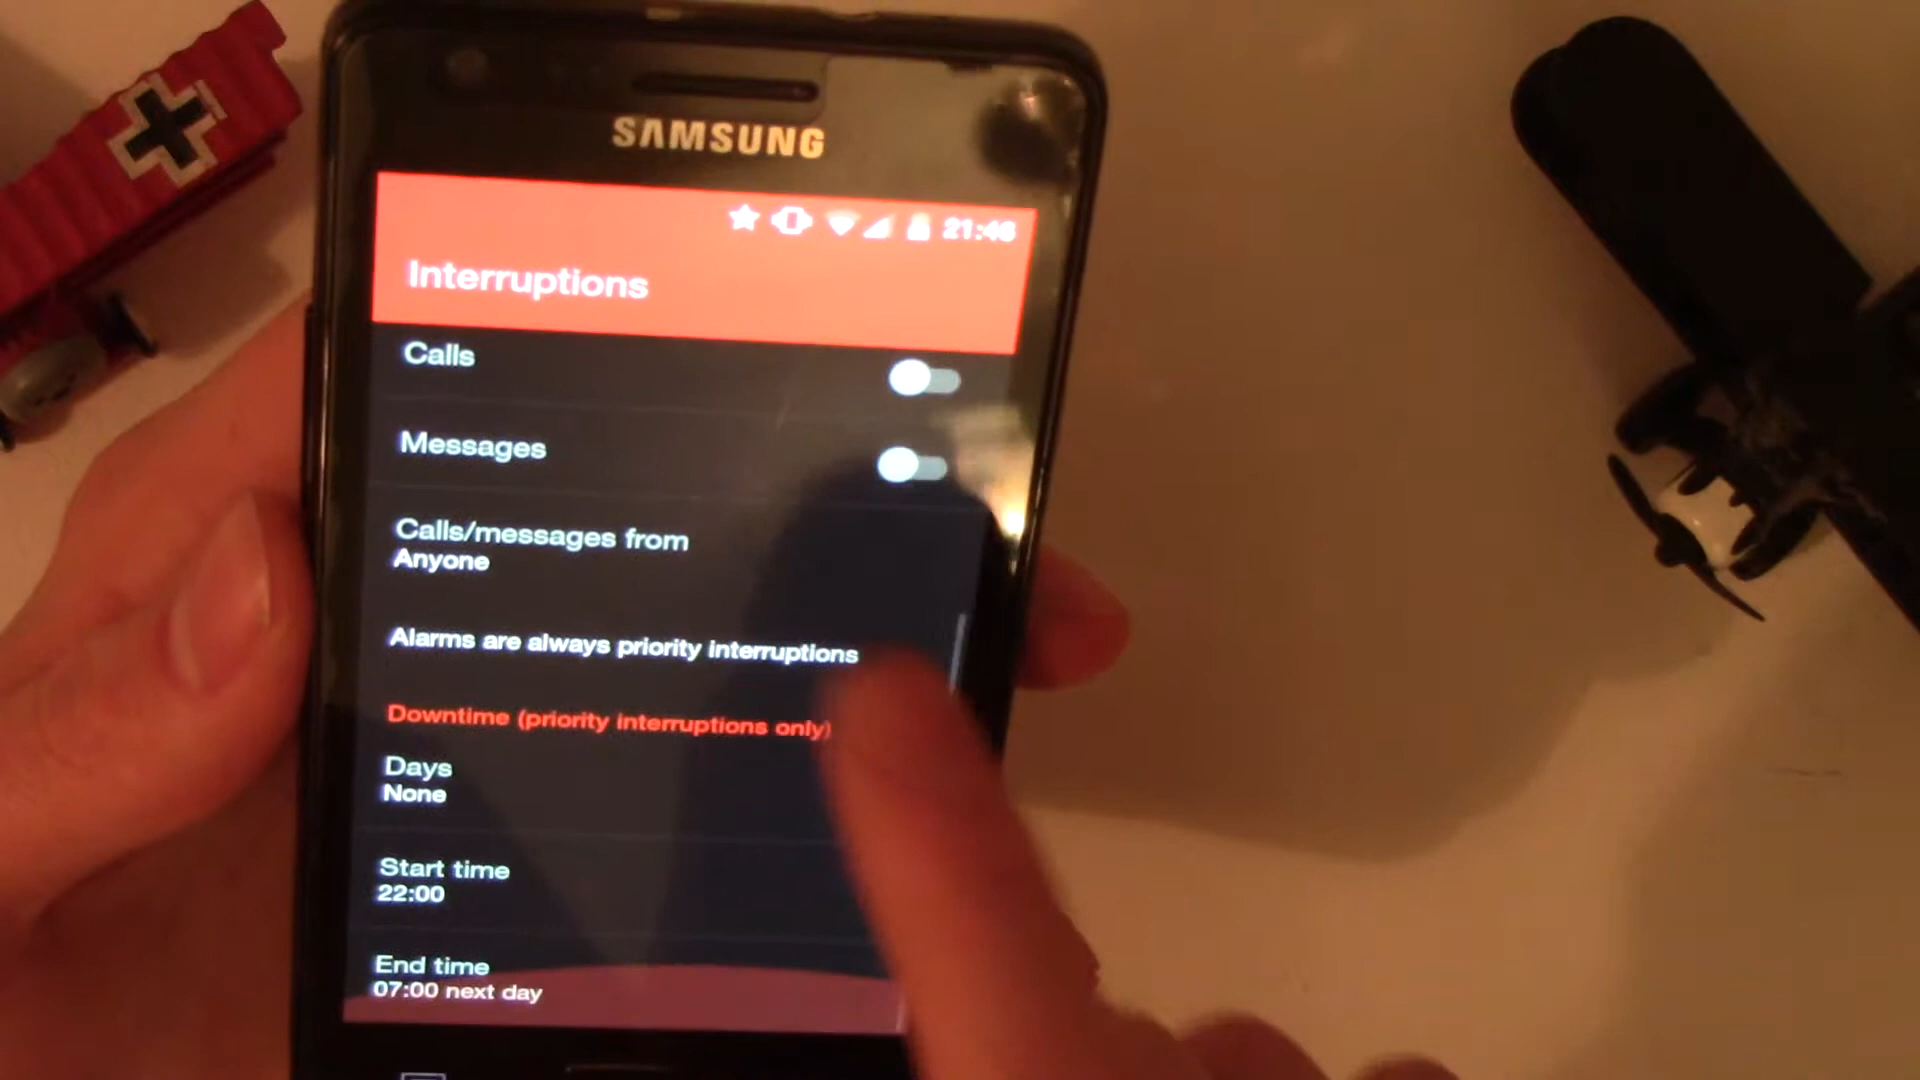 SAMSUNG
21:46
Interruptions
Calls
Messages
Calls/messages from
Anyone
Alarms are always priority interruptions
Downtime (priority interruptions only)
Days
None
Start time
22:00
End time
07:00 next day